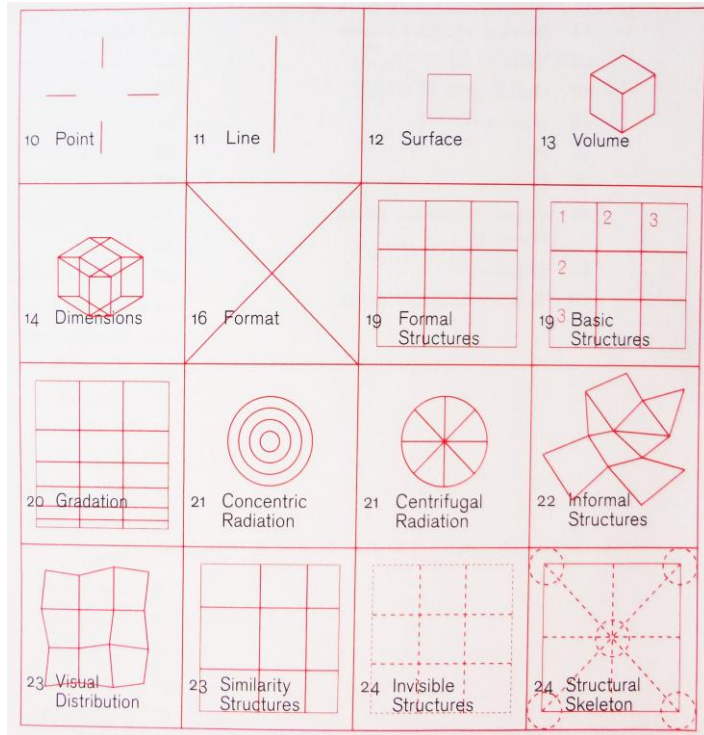 10 Point
11 Line
12 Surface
13 Volume
14 Dimensions
16 Format
19 Formal
Structures
1 2 3
2
3
19 Basic
Structures
20 Gradation
21 Concentric
Radiation
21 Centrifugal
Radiation
22 Informal
Structures
23 Visual
Distribution
23 Similarity
Structures
24 Invisible
Structures
24 Structural
Skeleton